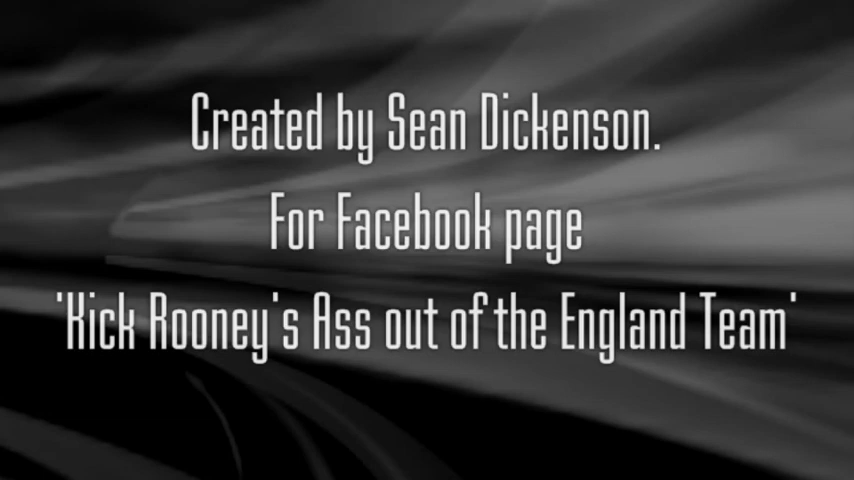 Created by Sean Dickenson.
For Facebook page
'Kick Rooney's Ass out of the England Team'